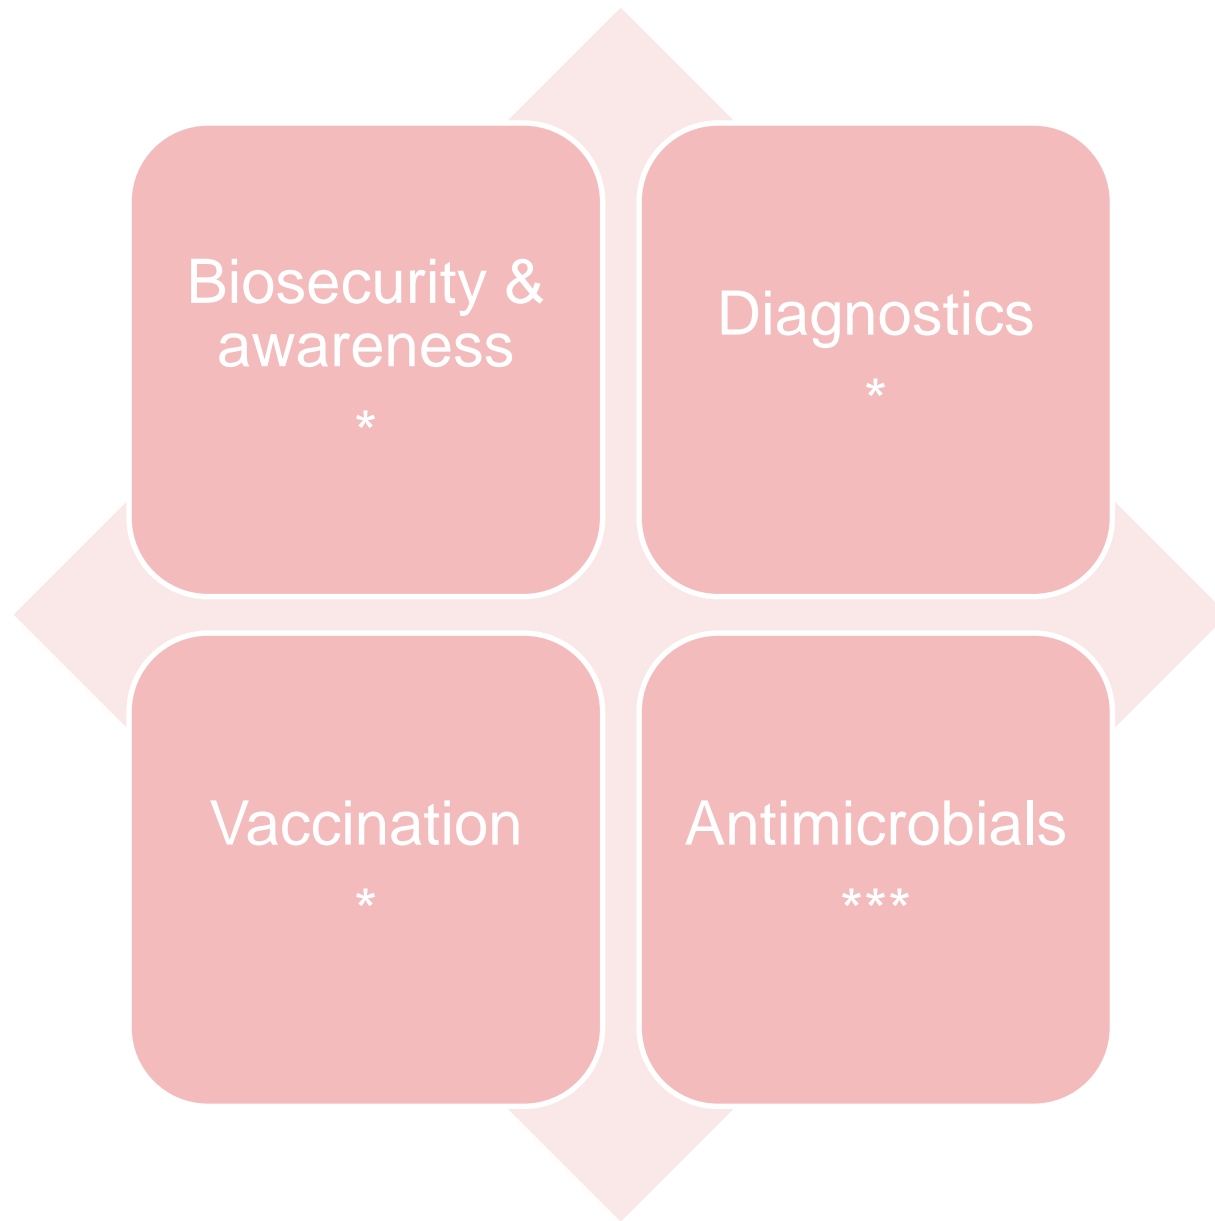 Biosecurity &
awareness
*
Diagnostics
*
Vaccination
*
Antimicrobials
***